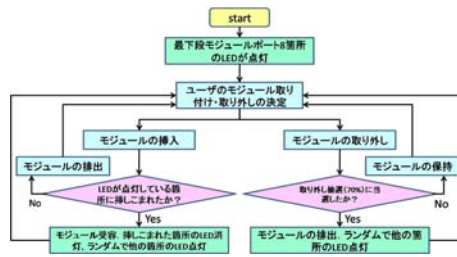 start
最下段モジュールポート8箇所
のLEDが点灯
ユーザのモジュール取り
付け・取り外しの決定
モジュールの挿入
モジュールの取り外し
モジュールの排出
モジュールの保持
LEDが点灯している箇
所に挿しこまれたか？
取り外し抽選(70%)に当
選したか？
No
No
Yes
Yes
モジュール受容、挿しこまれた箇所のLED消
灯、ランダムで他の箇所のLED点灯
モジュールの排出、ランダムで他の箇
所のLED点灯